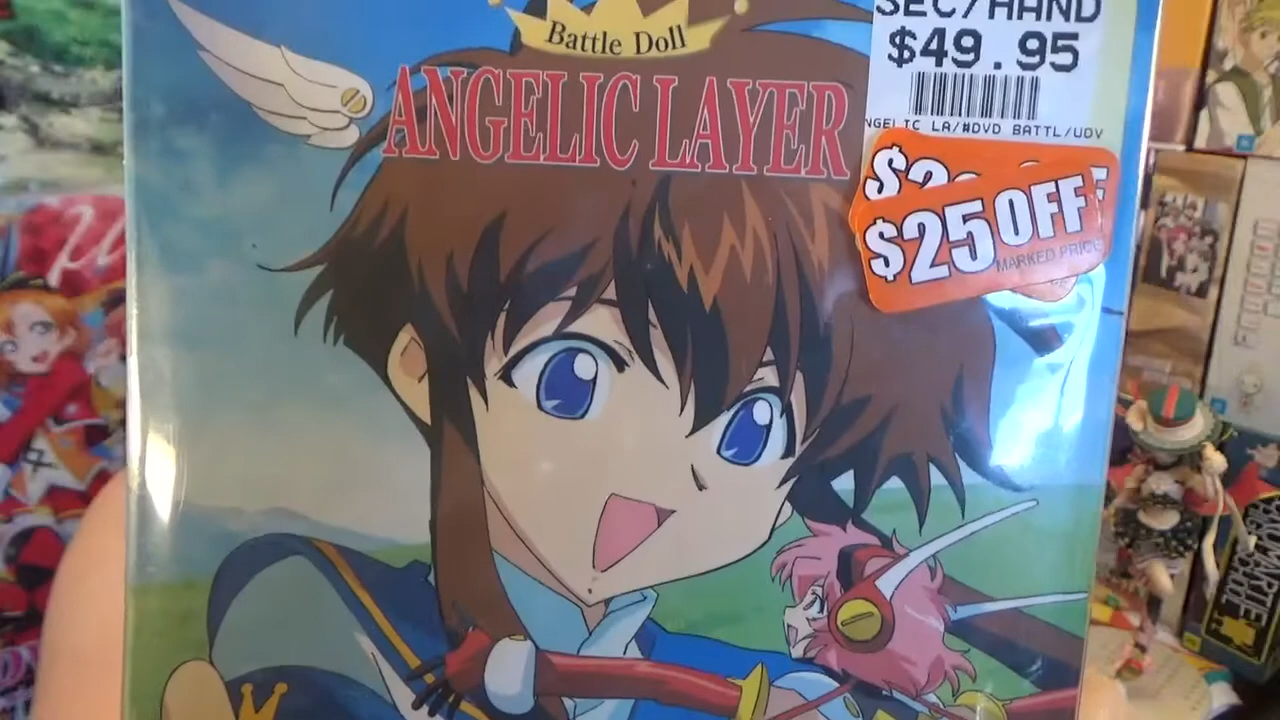 SEC/HAND
$49.95
NGELIC LA/#DVD BATTL/UDV
$25 OFF
MARKED PRICE
Battle Doll
ANGELIC LAYER